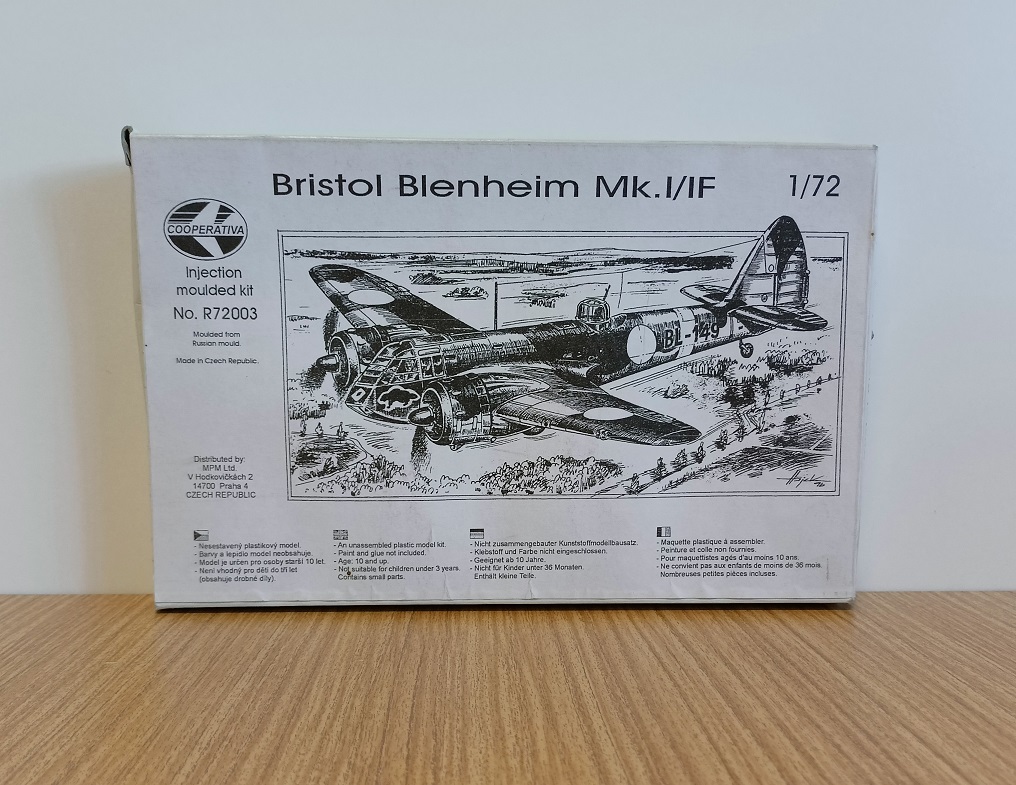 Bristol Blenheim Mk.I/IF
1/72
COOPERATIVA
Injection
moulded kit
No. R72003
Moulded from
Russian mould.
Made in Czech Republic.
BL-149
Distributed by:
MPM Ltd.
V Hodkovičkách 2
14700 Praha 4
CZECH REPUBLIC
- Nesestavený plastikový model.
- Barvy a lepidlo model neobsahuje.
- Model je určen pro osoby starší 10 let.
- Není vhodný pro děti do tří let
(obsahuje drobné díly).
- An unassembled plastic model kit.
- Paint and glue not included.
- Age: 10 and up.
- Not suitable for children under 3 years.
Contains small parts.
- Nicht zusammengebauter Kunststoffmodellbausatz.
- Klebstoff und Farbe nicht eingeschlossen.
- Geeignet ab 10 Jahre.
- Nicht für Kinder unter 36 Monaten.
Enthält kleine Teile.
- Maquette plastique à assembler.
- Peinture et colle non fournies.
- Pour maquettistes agés d'au moins 10 ans.
- Ne convient pas aux enfants de moins de 36 mois.
Nombreuses petites pièces incluses.